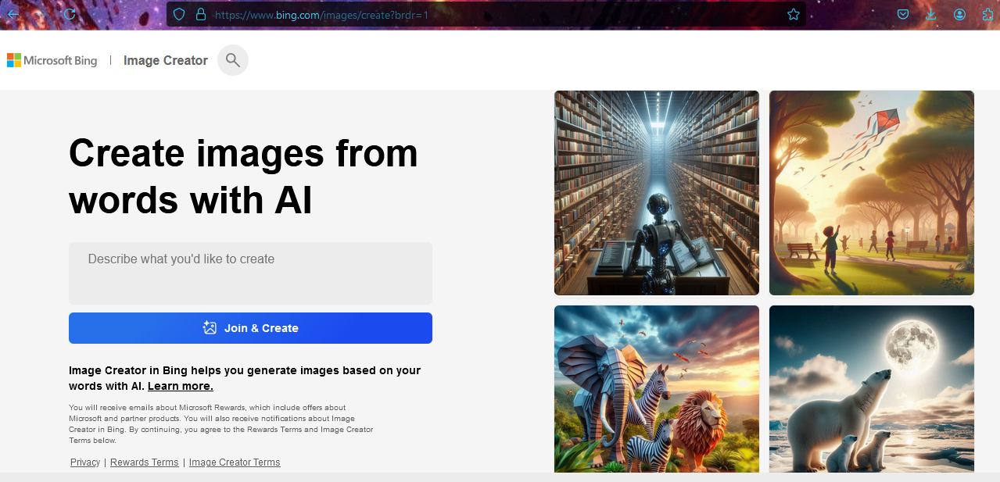 https://www.bing.com/images/create?brdr=1
Microsoft Bing | Image Creator
Create images from
words with AI
Describe what you'd like to create
Join & Create
Image Creator in Bing helps you generate images based on your
words with AI. Learn more.
You will receive emails about Microsoft Rewards, which include offers about
Microsoft and partner products. You will also receive notifications about Image
Creator in Bing. By continuing, you agree to the Rewards Terms and Image Creator
Terms below.
Privacy | Rewards Terms | Image Creator Terms